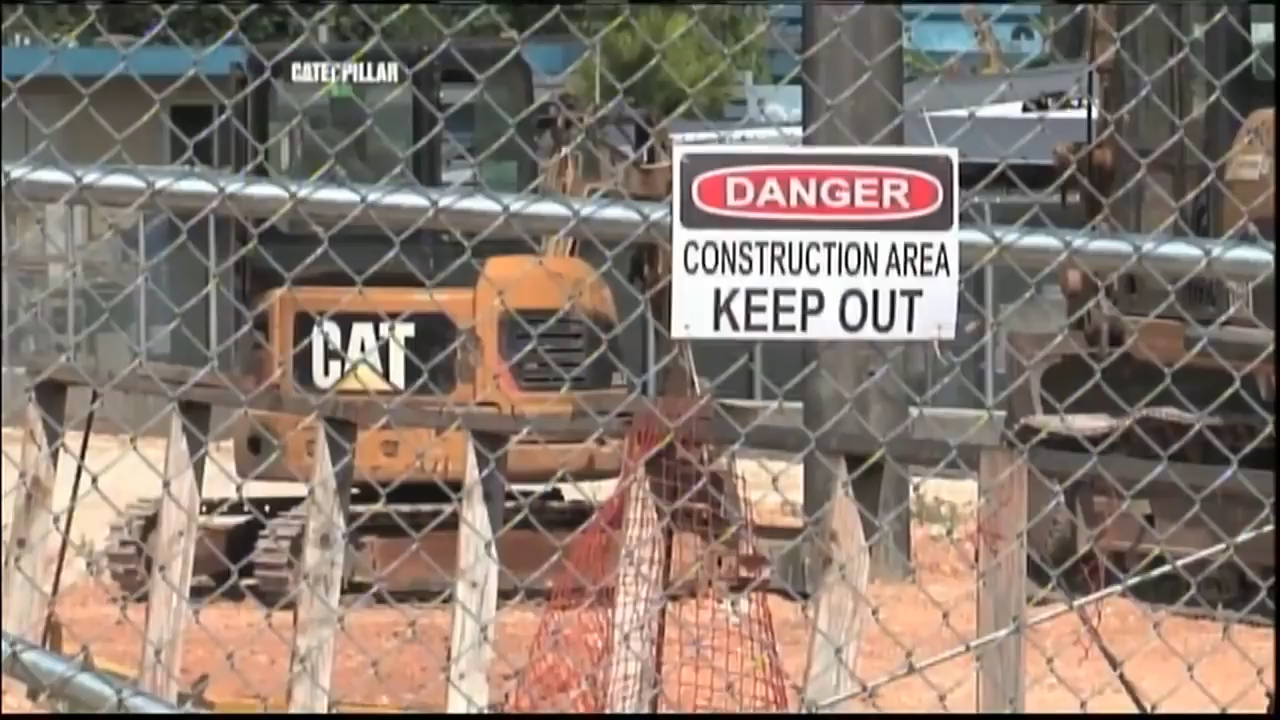 CATERPILLAR
DANGER
CONSTRUCTION AREA
KEEP OUT
CAT